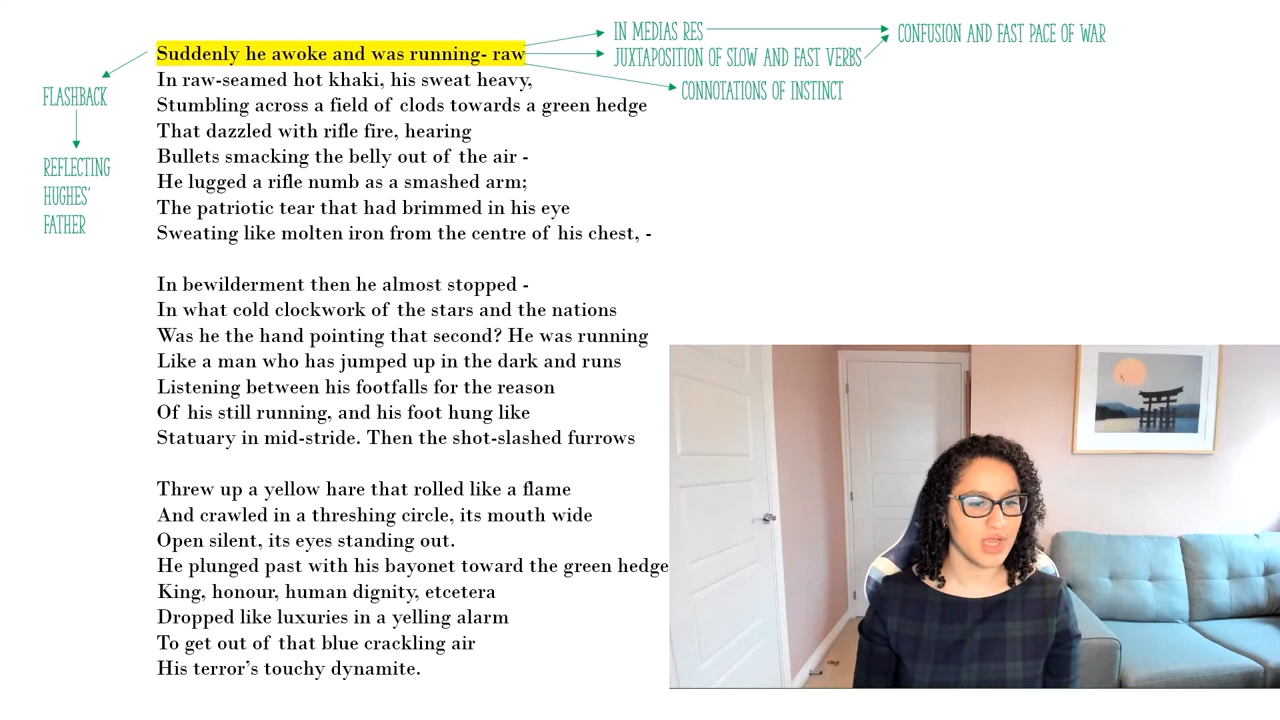 IN MEDIAS RES
CONFUSION AND FAST PACE OF WAR
JUXTAPOSITION OF SLOW AND FAST VERBS
CONNOTATIONS OF INSTINCT
FLASHBACK
REFLECTING
HUGHES'
FATHER
Suddenly he awoke and was running- raw
In raw-seamed hot khaki, his sweat heavy,
Stumbling across a field of clods towards a green hedge
That dazzled with rifle fire, hearing
Bullets smacking the belly out of the air -
He lugged a rifle numb as a smashed arm;
The patriotic tear that had brimmed in his eye
Sweating like molten iron from the centre of his chest, -
In bewilderment then he almost stopped -
In what cold clockwork of the stars and the nations
Was he the hand pointing that second? He was running
Like a man who has jumped up in the dark and runs
Listening between his footfalls for the reason
Of his still running, and his foot hung like
Statuary in mid-stride. Then the shot-slashed furrows
Threw up a yellow hare that rolled like a flame
And crawled in a threshing circle, its mouth wide
Open silent, its eyes standing out.
He plunged past with his bayonet toward the green hedge
King, honour, human dignity, etcetera
Dropped like luxuries in a yelling alarm
To get out of that blue crackling air
His terror's touchy dynamite.